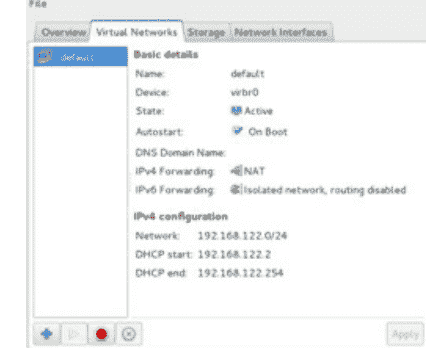 File
Overview Virtual Networks Storage Network Interfaces
default
Basic details
Name: default
Device: virbr0
State: Active
Autostart: On Boot
DNS Domain Name:
IPv4 Forwarding: NAT
IPv6 Forwarding: Isolated network, routing disabled
IPv4 configuration
Network: 192.168.122.0/24
DHCP start: 192.168.122.2
DHCP end: 192.168.122.254
Apply